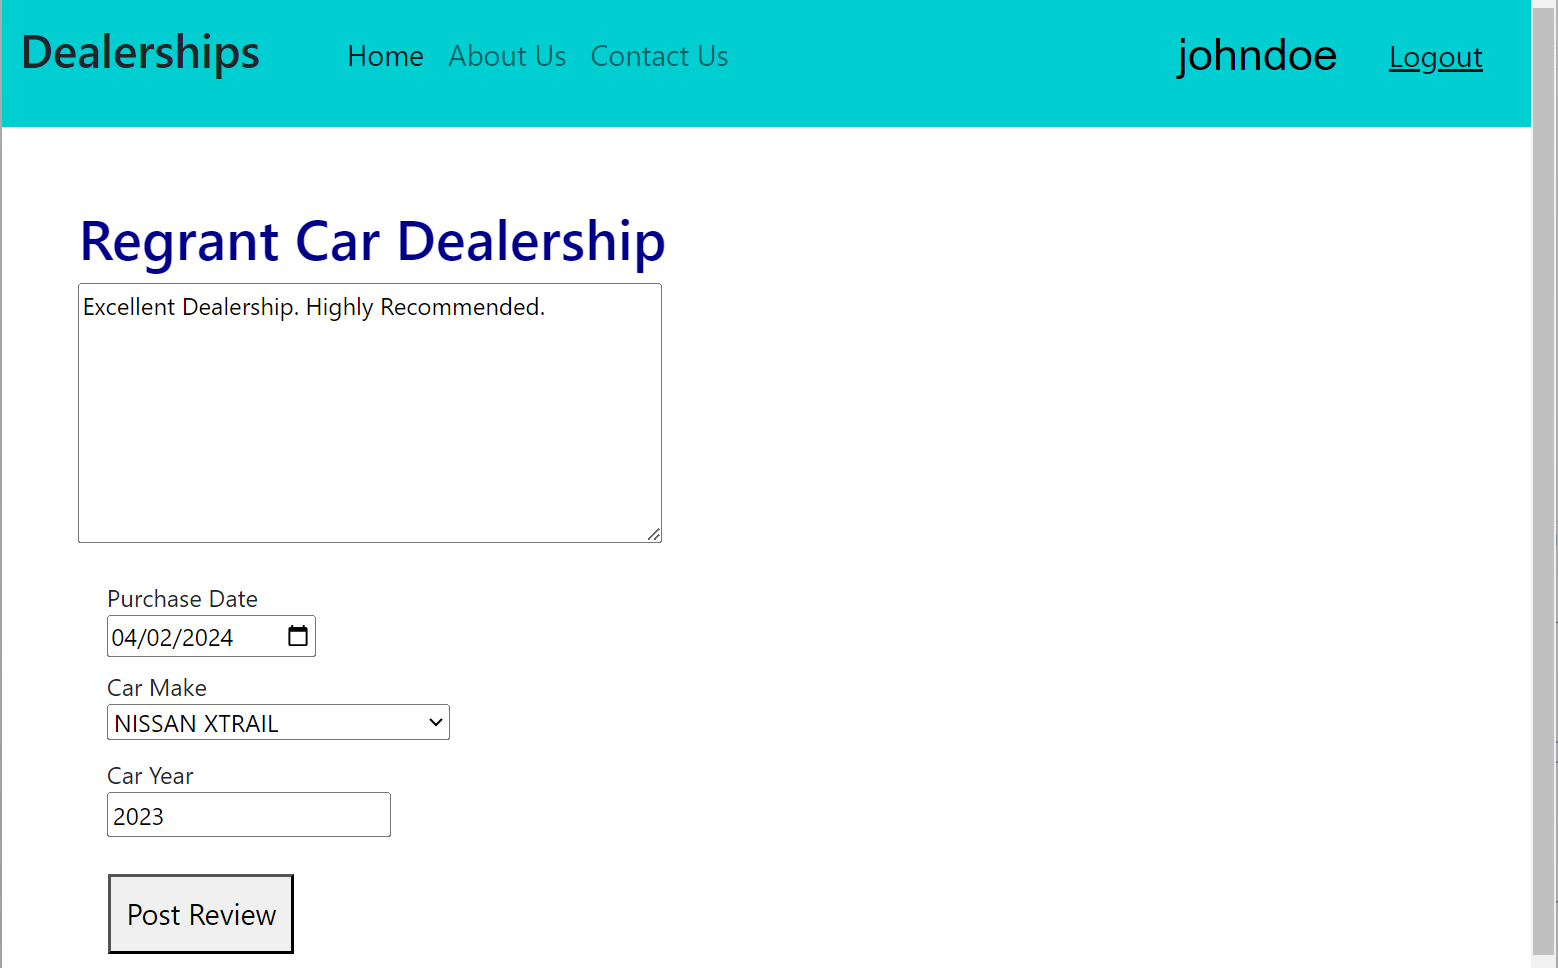 Dealerships Home About Us Contact Us johndoe Logout
Regrant Car Dealership
Excellent Dealership. Highly Recommended.
Purchase Date
04/02/2024
Car Make
NISSAN XTRAIL
Car Year
2023
Post Review